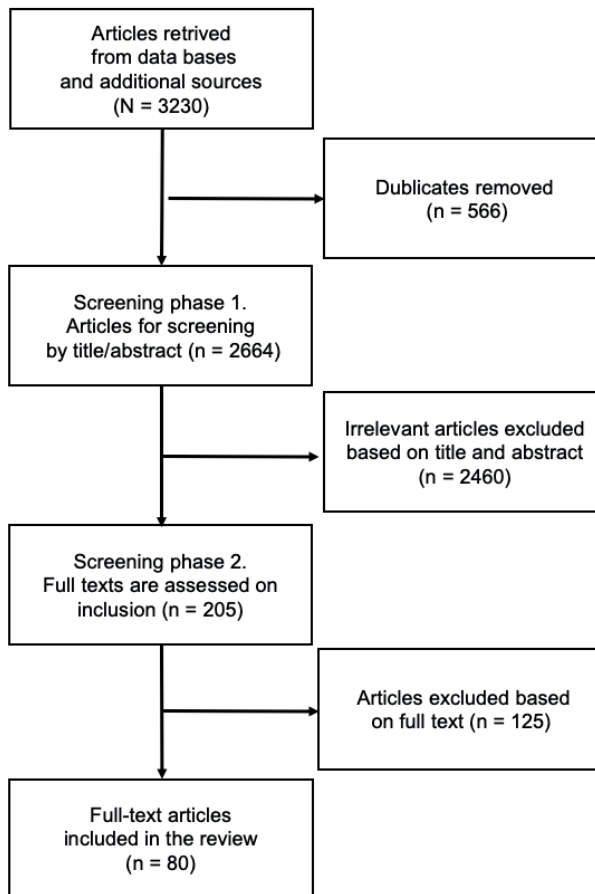 Articles retrived
from data bases
and additional sources
(N = 3230)
Dublicates removed
(n = 566)
Screening phase 1.
Articles for screening
by title/abstract (n = 2664)
Irrelevant articles excluded
based on title and abstract
(n = 2460)
Screening phase 2.
Full texts are assessed on
inclusion (n = 205)
Articles excluded based
on full text (n = 125)
Full-text articles
included in the review
(n = 80)